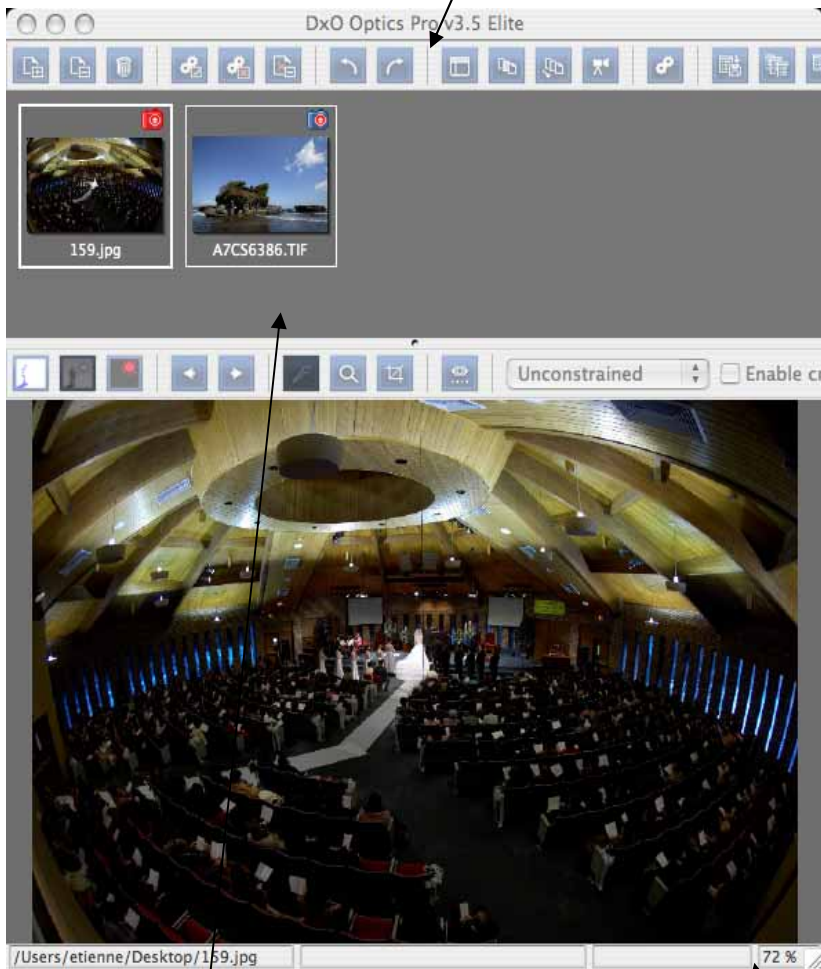 DxO Optics Pro v3.5 Elite
159.jpg
A7CS6386.TIF
Unconstrained
Enable
/Users/etienne/Desktop/159.jpg
72 %